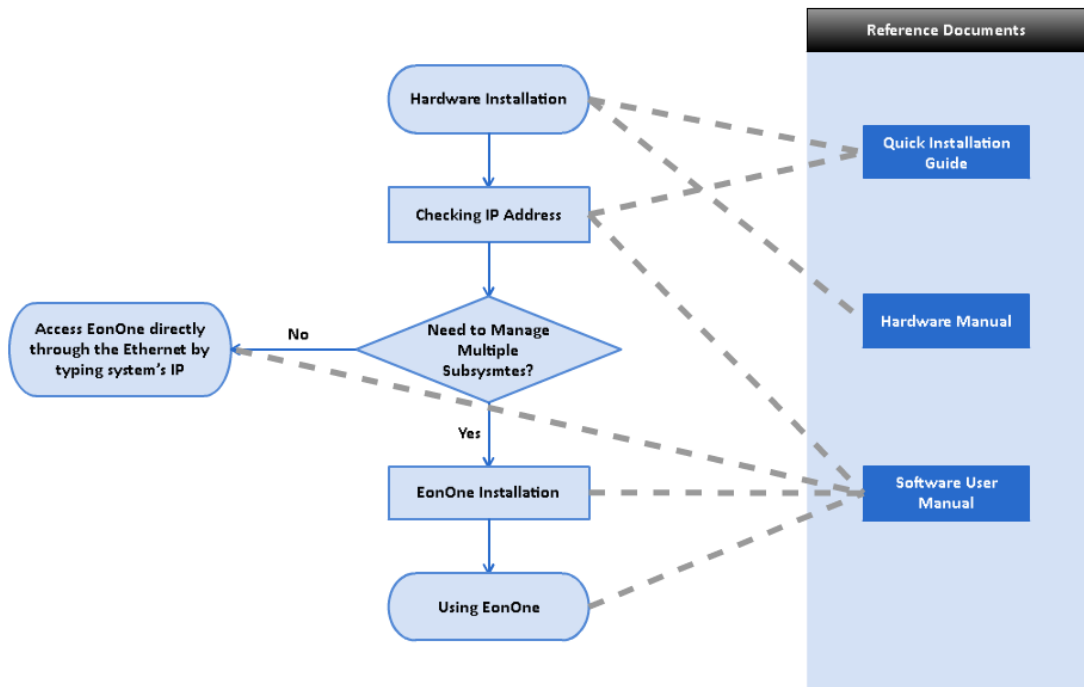 Reference Documents
Hardware Installation
Quick Installation
Guide
Checking IP Address
Hardware Manual
Access EonOne directly
through the Ethernet by
typing system's IP
No
Need to Manage
Multiple
Subsysmtes?
Yes
EonOne Installation
Software User
Manual
Using EonOne